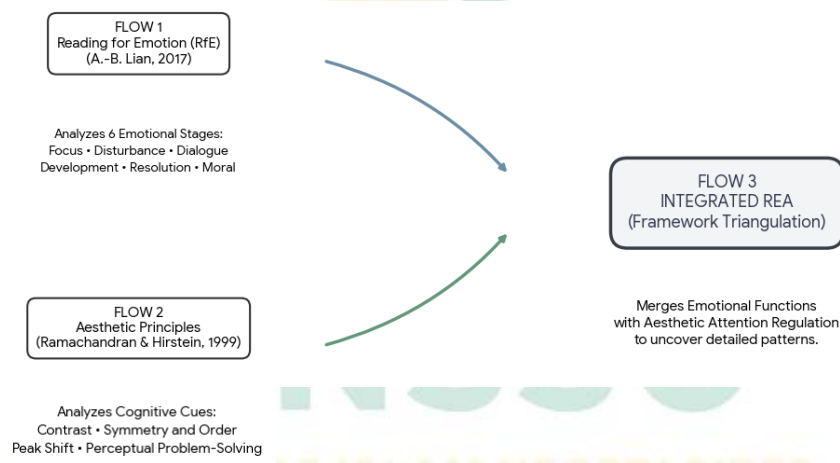 FLOW 1
Reading for Emotion (RfE)
(A.-B. Lian, 2017)
Analyzes 6 Emotional Stages:
Focus • Disturbance • Dialogue
Development • Resolution • Moral
FLOW 2
Aesthetic Principles
(Ramachandran & Hirstein, 1999)
Analyzes Cognitive Cues:
Contrast • Symmetry and Order
Peak Shift • Perceptual Problem-Solving
FLOW 3
INTEGRATED REA
(Framework Triangulation)
Merges Emotional Functions
with Aesthetic Attention Regulation
to uncover detailed patterns.